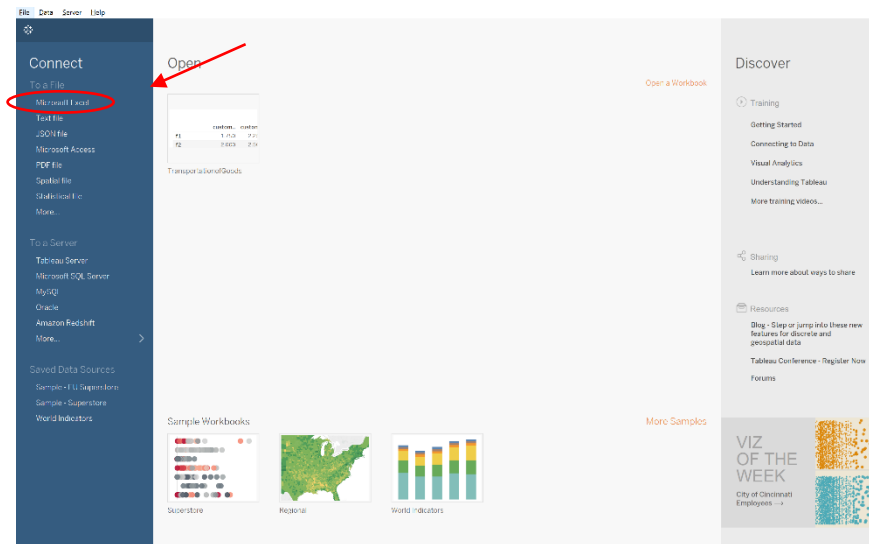 File Data Server Help
Connect
To a File
Microsoft Excel
Text file
JSON file
Microsoft Access
PDF file
Spatial file
Statistical file
More...
To a Server
Tableau Server
Microsoft SQL Server
MySQL
Oracle
Amazon Redshift
More...
Saved Data Sources
Sample - EU Superstore
Sample - Superstore
World Indicators
Open
Open a Workbook
TransportationofGoods
Sample Workbooks
More Samples
Superstore
Regional
World Indicators
Discover
Training
Getting Started
Connecting to Data
Visual Analytics
Understanding Tableau
More training videos...
Sharing
Learn more about ways to share
Resources
Blog - Step or jump into these new
features for discrete and
geospatial data
Tableau Conference - Register Now
Forums
VIZ
OF THE
WEEK
City of Cincinnati
Employees →